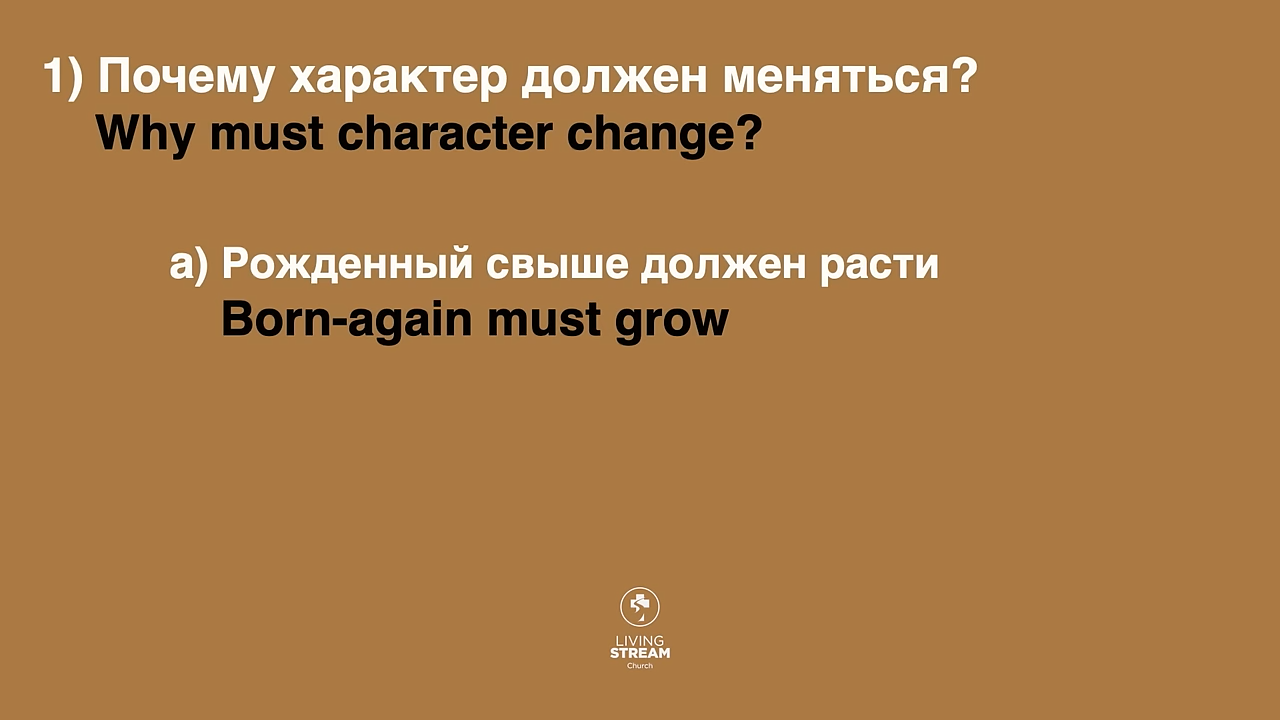 1) Почему характер должен меняться?
Why must character change?
а) Рожденный свыше должен расти
Born-again must grow
LIVING
STREAM
Church